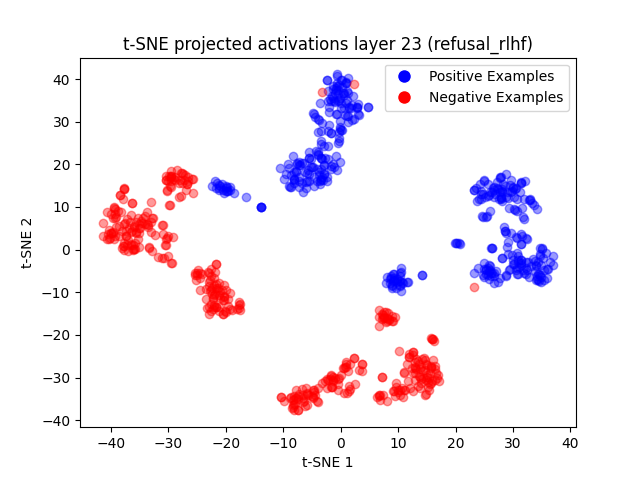 t-SNE projected activations layer 23 (refusal_rlhf)
Positive Examples
Negative Examples
40
30
20
10
0
−10
−20
−30
−40
t-SNE 2
−40 −30 −20 −10 0 10 20 30 40
t-SNE 1